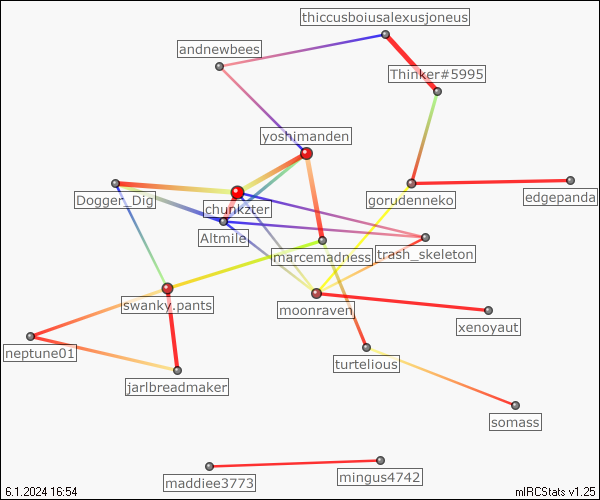 thiccusboiusalexusjoneus
andnewbees
Thinker#5995
yoshimanden
Dogger_Dig
chunkzter
gorudenneko
edgepanda
Altmile
marcemadness
trash_skeleton
swanky.pants
moonraven
xenoyaut
neptune01
turtelious
jarlbreadmaker
somass
maddiee3773
mingus4742
6.1.2024 16:54
mIRCStats v1.25